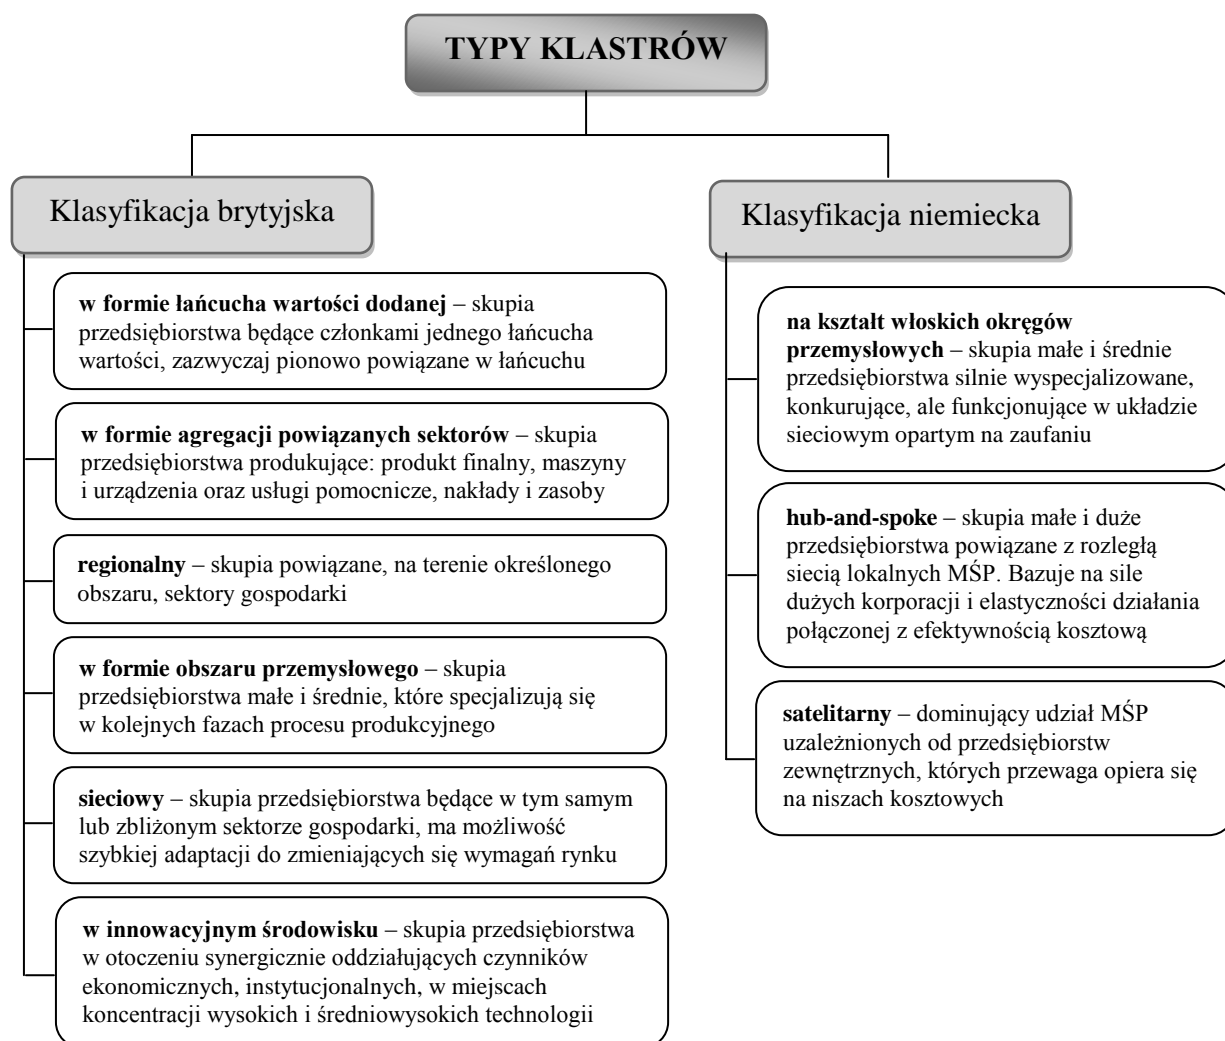 TYPY KLASTRÓW
Klasyfikacja brytyjska
w formie łańcucha wartości dodanej – skupia
przedsiębiorstwa będące członkami jednego łańcucha
wartości, zazwyczaj pionowo powiązane w łańcuchu
w formie agregacji powiązanych sektorów – skupia
przedsiębiorstwa produkujące: produkt finalny, maszyny
i urządzenia oraz usługi pomocnicze, nakłady i zasoby
regionalny – skupia powiązane, na terenie określonego
obszaru, sektory gospodarki
w formie obszaru przemysłowego – skupia
przedsiębiorstwa małe i średnie, które specjalizują się
w kolejnych fazach procesu produkcyjnego
sieciowy – skupia przedsiębiorstwa będące w tym samym
lub zbliżonym sektorze gospodarki, ma możliwość
szybkiej adaptacji do zmieniających się wymagań rynku
w innowacyjnym środowisku – skupia przedsiębiorstwa
w otoczeniu synergicznie oddziałujących czynników
ekonomicznych, instytucjonalnych, w miejscach
koncentracji wysokich i średniowysokich technologii
Klasyfikacja niemiecka
na kształt włoskich okręgów
przemysłowych – skupia małe i średnie
przedsiębiorstwa silnie wyspecjalizowane,
konkurujące, ale funkcjonujące w układzie
sieciowym opartym na zaufaniu
hub-and-spoke – skupia małe i duże
przedsiębiorstwa powiązane z rozległą
siecią lokalnych MŚP. Bazuje na sile
dużych korporacji i elastyczności działania
połączonej z efektywnością kosztową
satelitarny – dominujący udział MŚP
uzależnionych od przedsiębiorstw
zewnętrznych, których przewaga opiera się
na niszach kosztowych